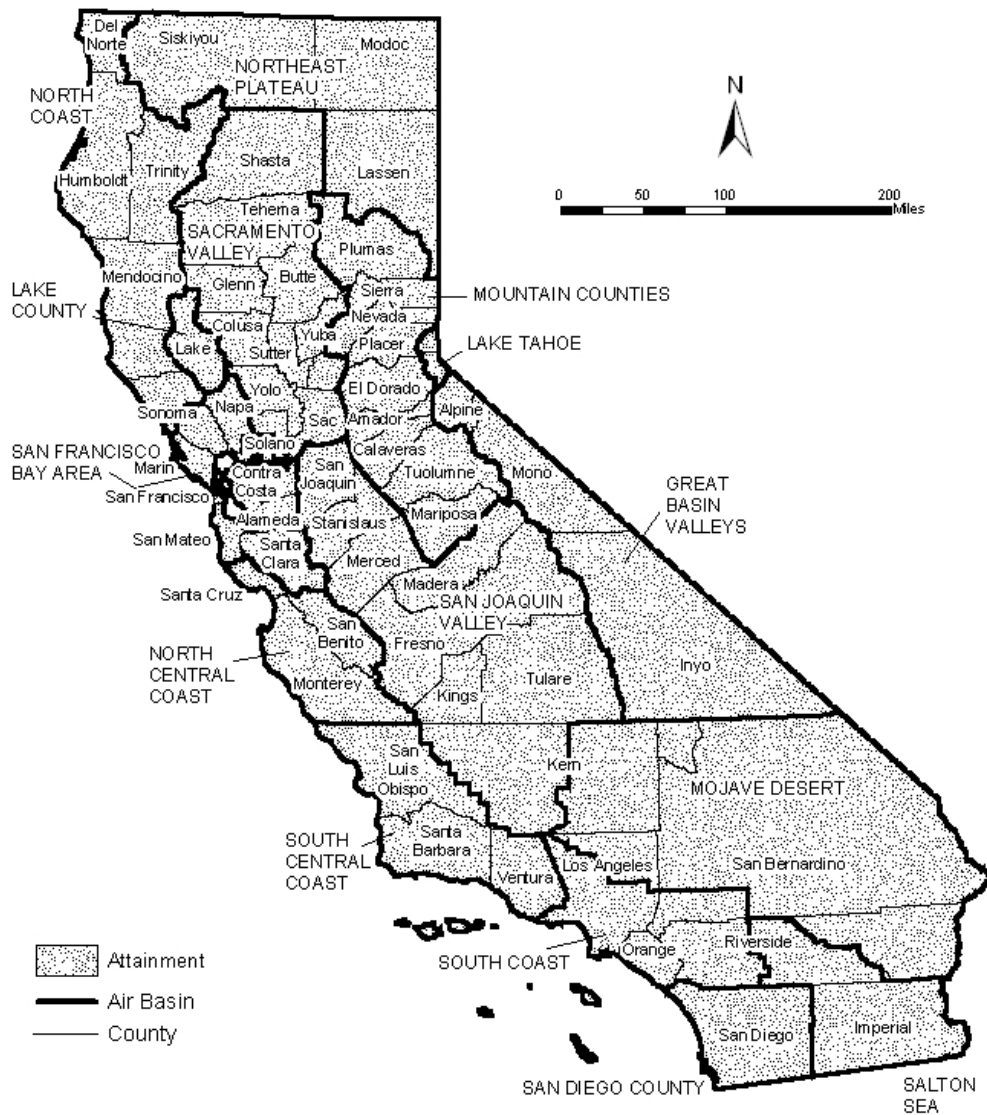 Del
Norte
Siskiyou
Modoc
NORTHEAST
PLATEAU
NORTH
COAST
N
Humboldt
Trinity
Shasta
Lassen
0 50 100 200
Miles
Tehema
SACRAMENTO
VALLEY
Plumas
Mendocino
Glenn
Butte
Sierra
MOUNTAIN COUNTIES
LAKE
COUNTY
Nevada
Colusa
Yuba
Lake
Sutter
Placer
LAKE TAHOE
Yolo
El Dorado
Sonoma
Napa
Sac
Amador
Alpine
Solano
SAN FRANCISCO
BAY AREA
Marin
Calaveras
Contra
Costa
San
Joaquin
Tuolumne
Mono
GREAT
BASIN
VALLEYS
San Francisco
Alameda
Stanislaus
Mariposa
San Mateo
Santa
Clara
Merced
Madera
Santa Cruz
SAN JOAQUIN
VALLEY
San
Benito
Fresno
NORTH
CENTRAL
COAST
Monterey
Kings
Tulare
Inyo
San
Luis
Obispo
Kern
MOJAVE DESERT
SOUTH
CENTRAL
COAST
Santa
Barbara
Ventura
Los Angeles
San Bernardino
Orange
Riverside
SOUTH COAST
Attainment
Air Basin
County
San Diego
Imperial
SAN DIEGO COUNTY
SALTON
SEA